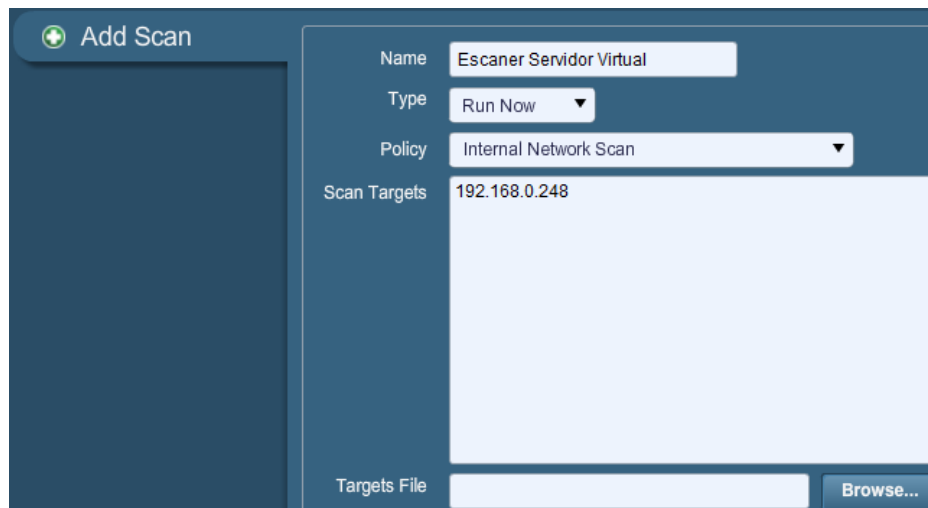 Add Scan
Name Escaner Servidor Virtual
Type Run Now
Policy Internal Network Scan
Scan Targets 192.168.0.248
Targets File Browse...